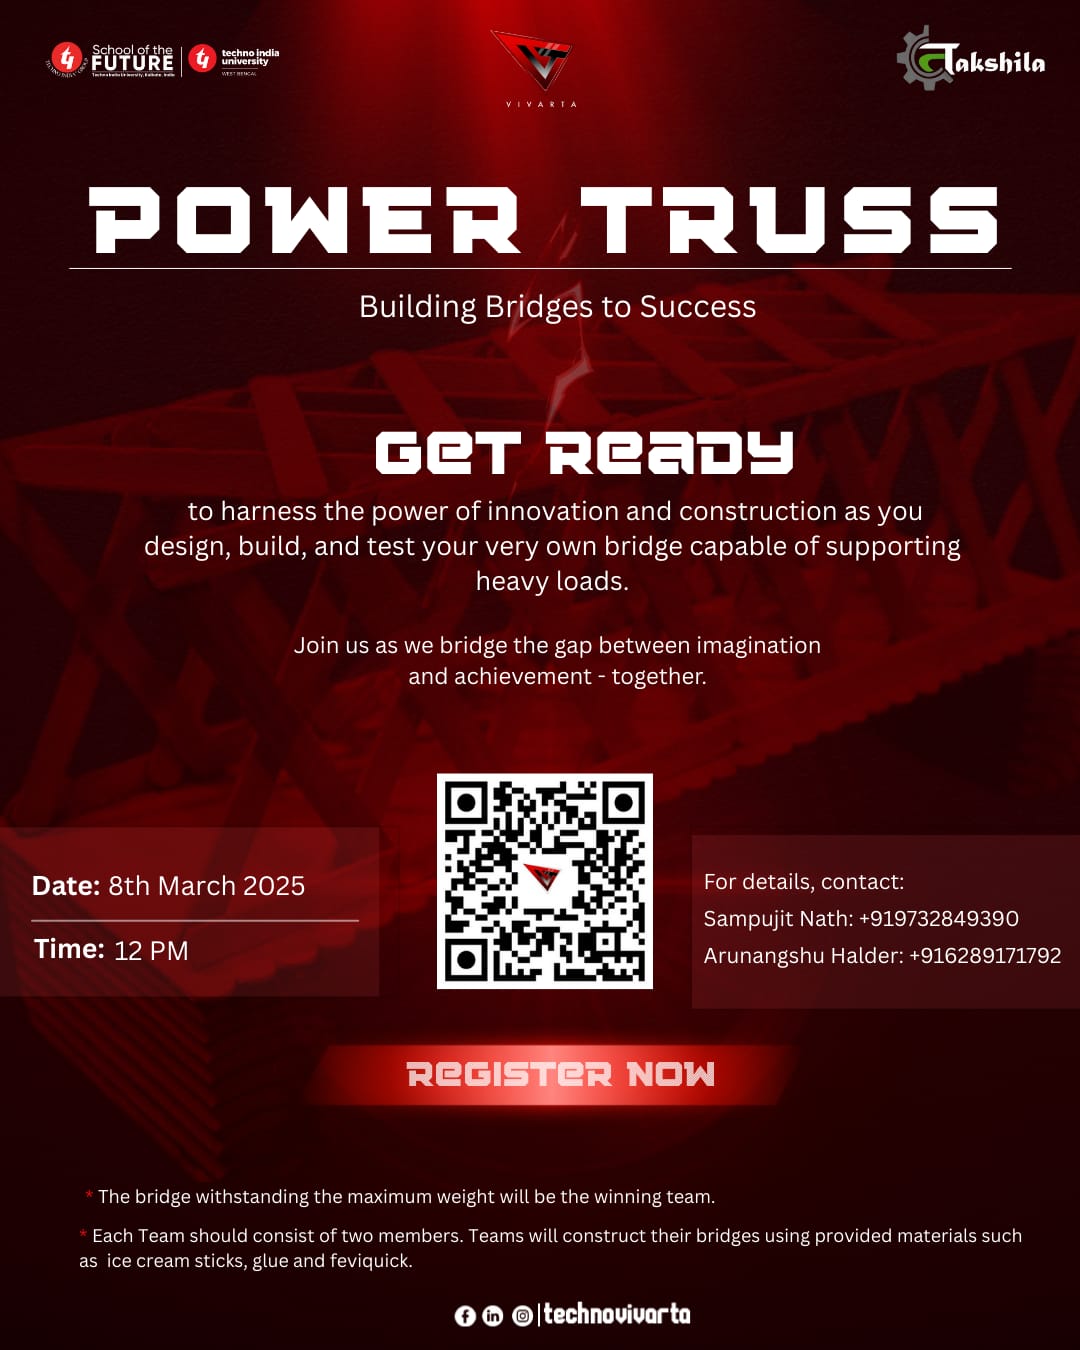 School of the
FUTURE
Techno India University, Kolkata, India
techno india
university
WEST BENGAL
VIVARTA
Takshila
POWER TRUSS
Building Bridges to Success
GET READY
to harness the power of innovation and construction as you
design, build, and test your very own bridge capable of supporting
heavy loads.
Join us as we bridge the gap between imagination
and achievement - together.
Date: 8th March 2025
Time: 12 PM
For details, contact:
Sampujit Nath: +919732849390
Arunangshu Halder: +916289171792
REGISTER NOW
* The bridge withstanding the maximum weight will be the winning team.
* Each Team should consist of two members. Teams will construct their bridges using provided materials such
as ice cream sticks, glue and feviquick.
technovivarta